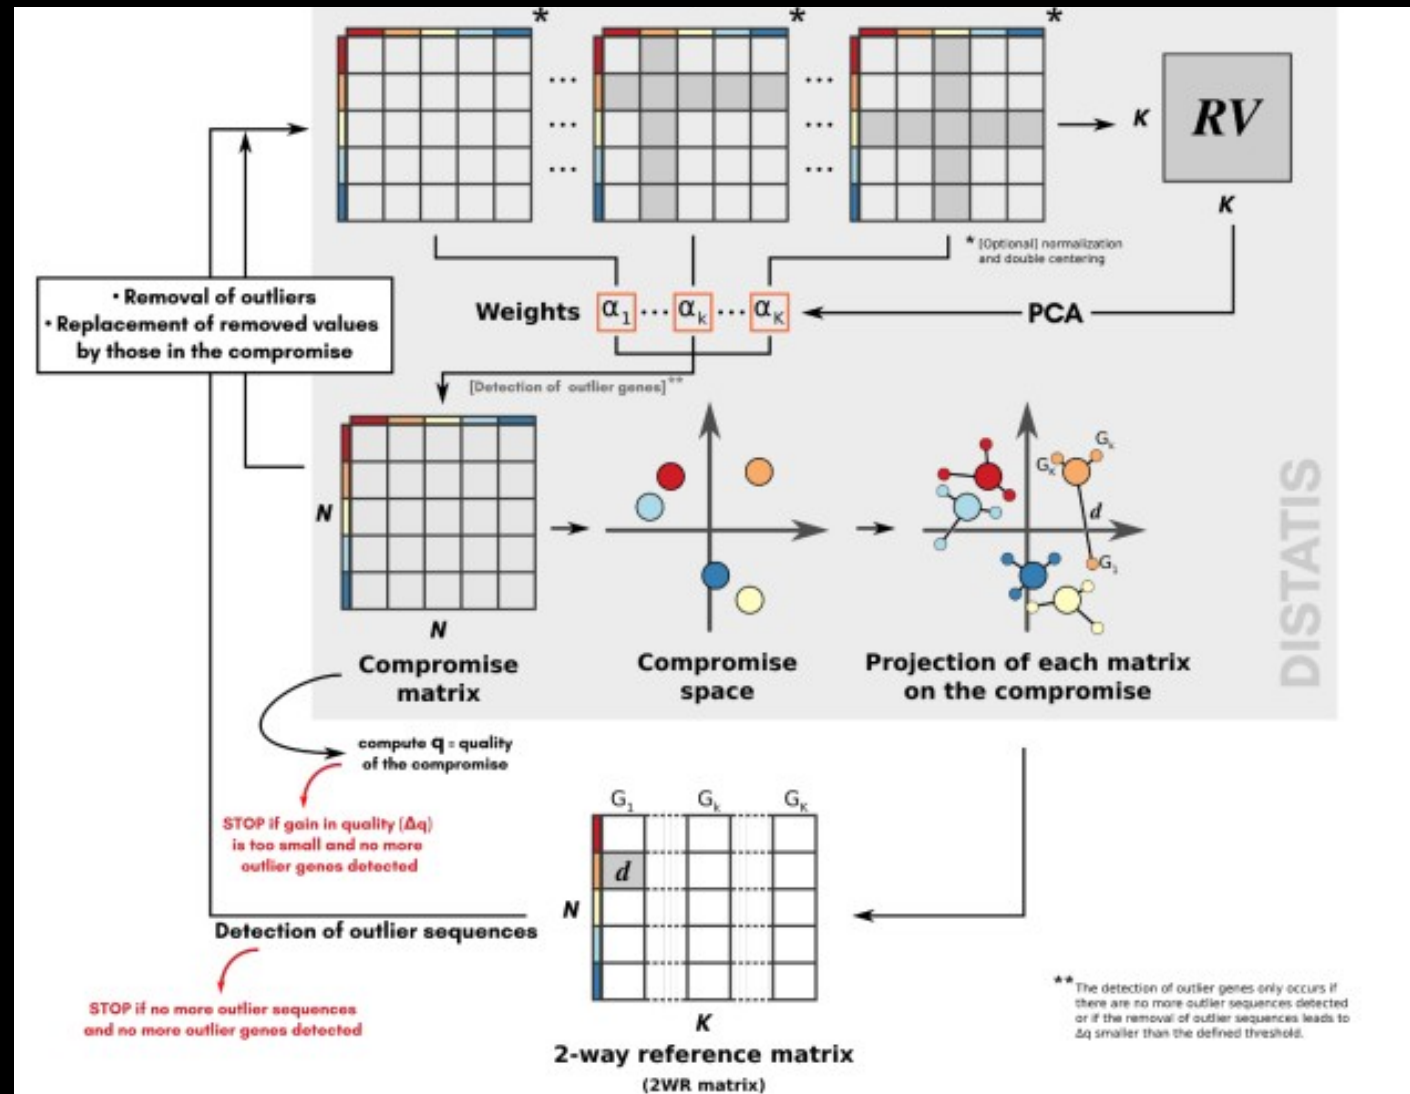 *
*
*
...
...
...
...
...
...
K
RV
K
* [Optional] normalization
and double centering
• Removal of outliers
• Replacement of removed values
by those in the compromise
Weights
α1 ... αk ... αK
PCA
[Detection of outlier genes]**
N
N
Compromise
matrix
Compromise
space
GK
Gk
d
G1
Projection of each matrix
on the compromise
DISTATIS
compute q = quality
of the compromise
STOP if gain in quality (Δq)
is too small and no more
outlier genes detected
G1
Gk
GK
d
N
K
2-way reference matrix
(2WR matrix)
Detection of outlier sequences
STOP if no more outlier sequences
and no more outlier genes detected
** The detection of outlier genes only occurs if
there are no more outlier sequences detected
or if the removal of outlier sequences leads to
Δq smaller than the defined threshold.